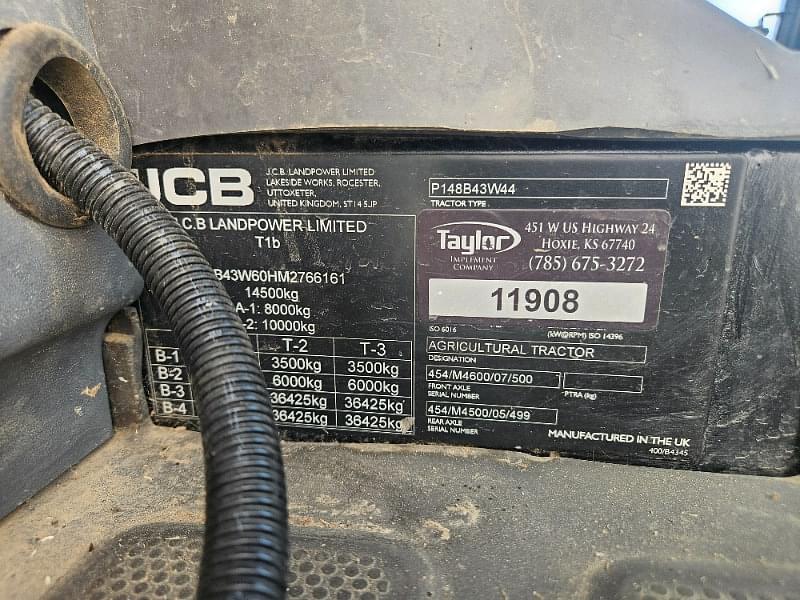 JCB
J.C.B. LANDPOWER LIMITED
LAKESIDE WORKS, ROCESTER,
UTTOXETER,
UNITED KINGDOM, ST14 5JP
J.C.B LANDPOWER LIMITED
T1b
B43W60HM2766161
14500kg
A-1: 8000kg
-2: 10000kg
T-2 T-3
B-1 3500kg 3500kg
B-2 6000kg 6000kg
B-3 36425kg 36425kg
B-4 36425kg 36425kg
P148B43W44
TRACTOR TYPE
Taylor
IMPLEMENT
COMPANY
451 W US HIGHWAY 24
HOXIE, KS 67740
(785) 675-3272
11908
ISO 6016 (kW@RPM) ISO 14396
AGRICULTURAL TRACTOR
DESIGNATION
454/M4600/07/500
FRONT AXLE
SERIAL NUMBER
PTRA (kg)
454/M4500/05/499
REAR AXLE
SERIAL NUMBER
MANUFACTURED IN THE UK
400/B4345